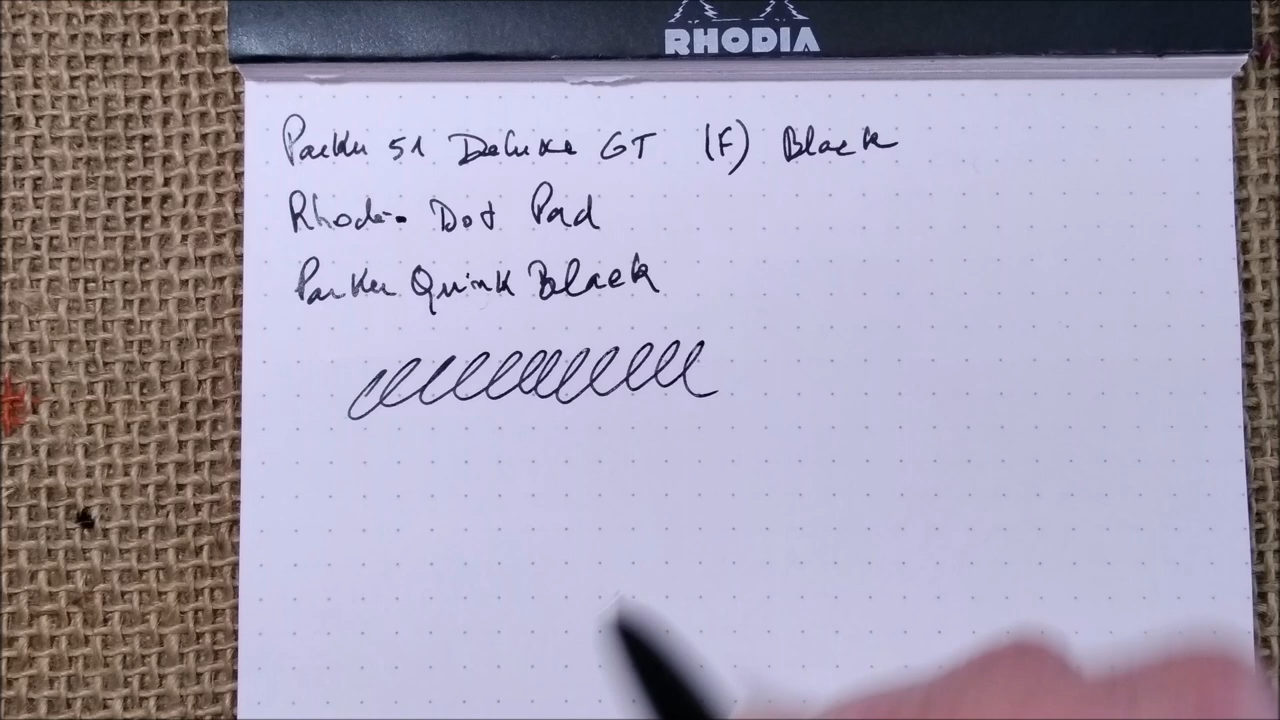 RHODIA
Parker 51 Deluxe GT (F) Black
Rhodia Dot Pad
Parker Quink Black